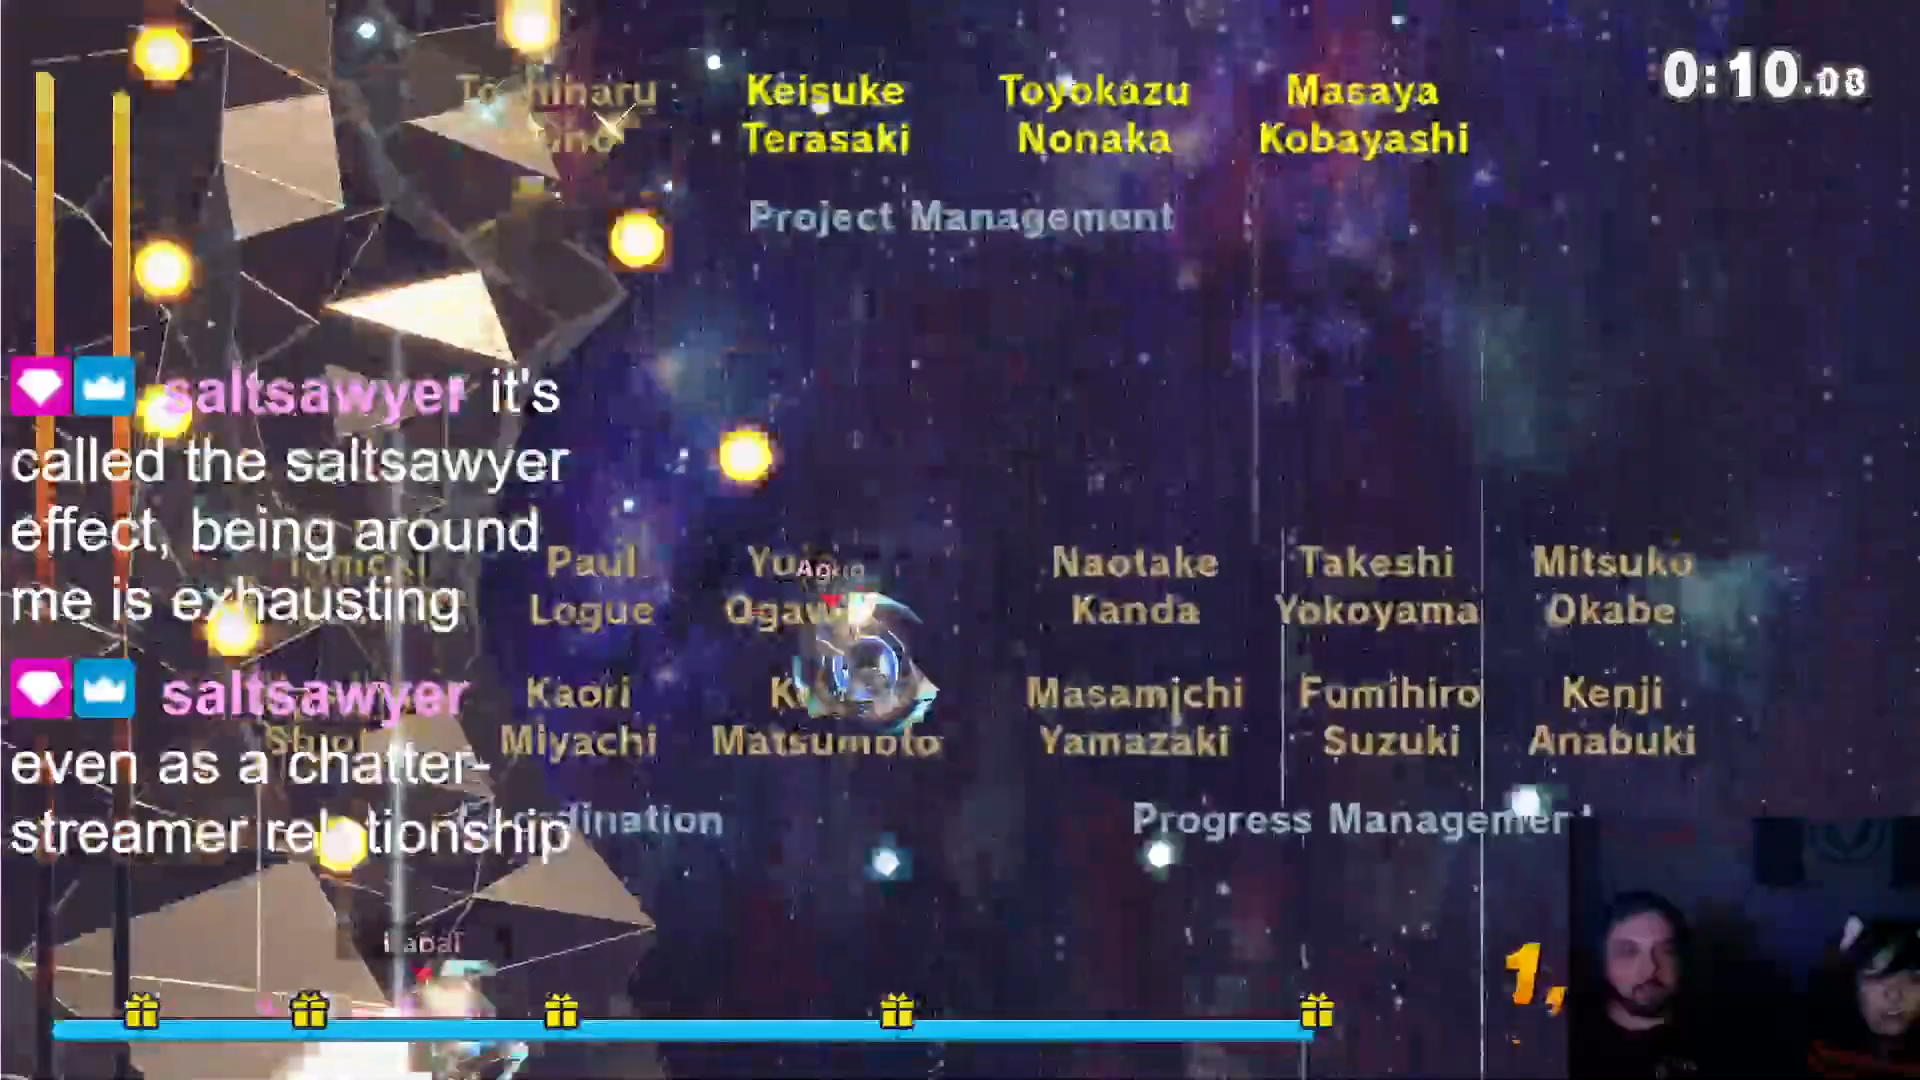 0:10.08
Keisuke Terasaki
Toyokazu Nonaka
Masaya Kobayashi
Project Management
saltsawyer it's
called the saltsawyer
effect, being around
me is exhausting
Paul Logue
Naotake Kanda
Takeshi Yokoyama
Mitsuko Okabe
saltsawyer
even as a chatter-
streamer relationship
Kaori Miyachi
Matsumoto
Masamichi Yamazaki
Fumihiro Suzuki
Kenji Anabuki
Progress Management
1,